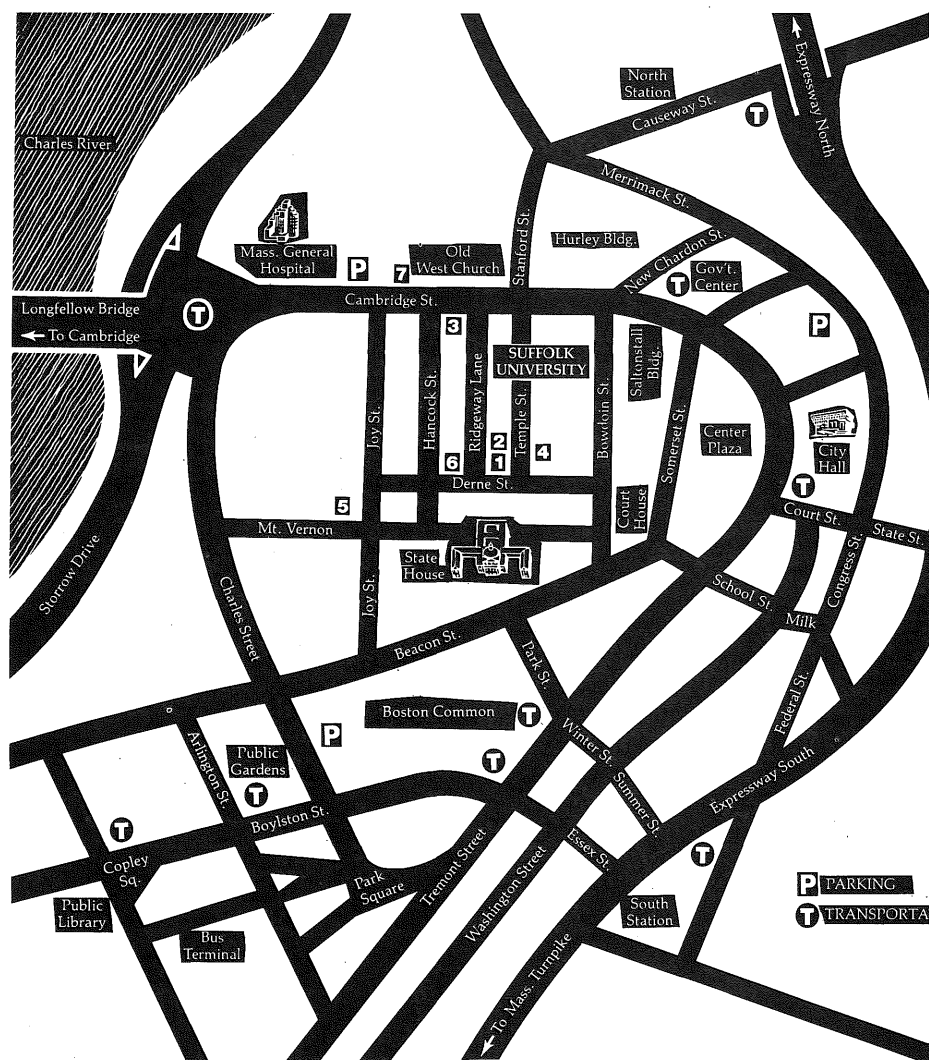 North
Station
Causeway St.
Expressway North
T
Charles River
Merrimack St.
Stanford St.
Hurley Bldg.
New Chardon St.
Mass. General
Hospital
P
7
Old
West Church
T
Gov't.
Center
Longfellow Bridge
To Cambridge
T
Cambridge St.
P
3
SUFFOLK
UNIVERSITY
Saltonstall
Bldg.
Joy St.
Hancock St.
Ridgeway Lane
Temple St.
Bowdoin St.
Somerset St.
Center
Plaza
City
Hall
2
1
4
6
Derne St.
T
5
Mt. Vernon
Court
House
Court St.
State St.
State
House
Joy St.
Storrow Drive
Charles Street
Beacon St.
School St.
Milk
Congress St.
Park St.
Federal St.
Boston Common
T
P
Arlington St.
Public
Gardens
T
T
Winter St.
Summer St.
Expressway South
Boylston St.
T
Copley
Sq.
Essex St.
T
Park
Square
Tremont Street
Washington Street
Public
Library
Bus
Terminal
South
Station
To Mass. Turnpike
P PARKING
T TRANSPORTA